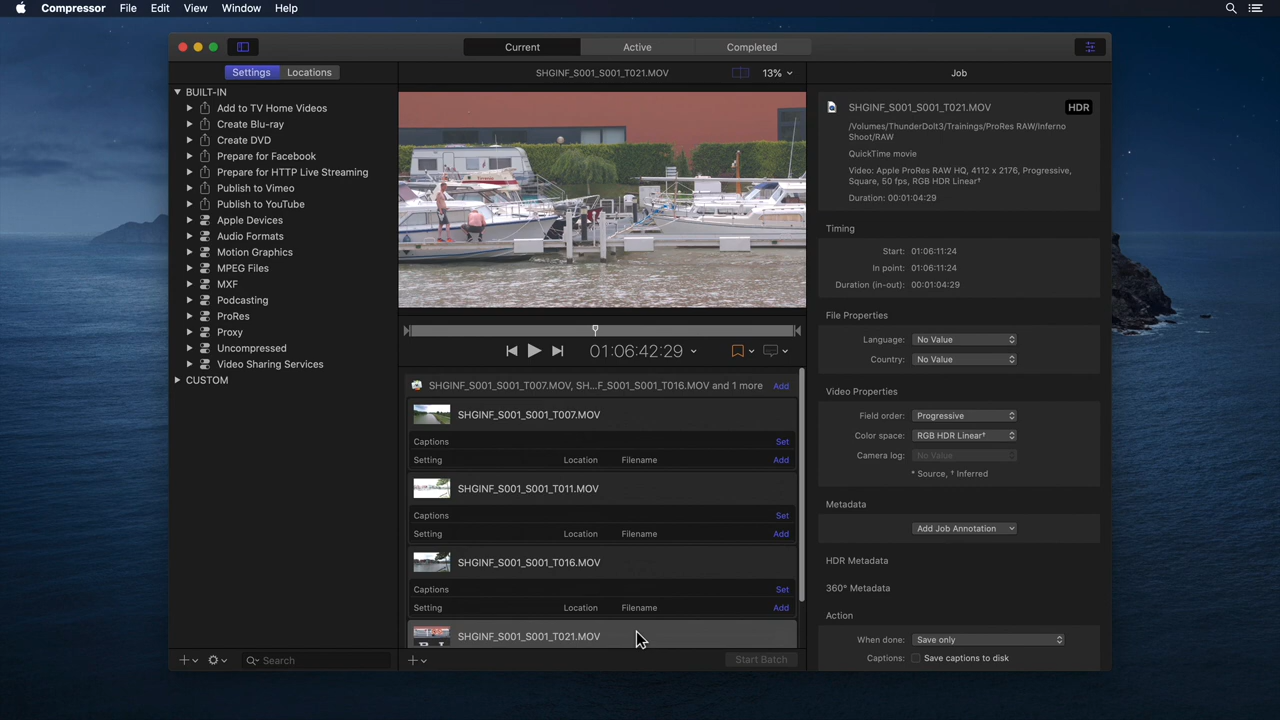 Compressor File Edit View Window Help
Current Active Completed
Settings Locations
BUILT-IN
Add to TV Home Videos
Create Blu-ray
Create DVD
Prepare for Facebook
Prepare for HTTP Live Streaming
Publish to Vimeo
Publish to YouTube
Apple Devices
Audio Formats
Motion Graphics
MPEG Files
MXF
Podcasting
ProRes
Proxy
Uncompressed
Video Sharing Services
CUSTOM
Search
SHGINF_S001_S001_T021.MOV 13%
01:06:42:29
SHGINF_S001_S001_T007.MOV, SH...F_S001_S001_T016.MOV and 1 more Add
SHGINF_S001_S001_T007.MOV
Captions Set
Setting Location Filename Add
SHGINF_S001_S001_T011.MOV
Captions Set
Setting Location Filename Add
SHGINF_S001_S001_T016.MOV
Captions Set
Setting Location Filename Add
SHGINF_S001_S001_T021.MOV
Start Batch
Job
SHGINF_S001_S001_T021.MOV HDR
/Volumes/ThunderDolt3/Trainings/ProRes RAW/Inferno
Shoot/RAW
QuickTime movie
Video: Apple ProRes RAW HQ, 4112 x 2176, Progressive,
Square, 50 fps, RGB HDR Linear†
Duration: 00:01:04:29
Timing
Start: 01:06:11:24
In point: 01:06:11:24
Duration (in-out): 00:01:04:29
File Properties
Language: No Value
Country: No Value
Video Properties
Field order: Progressive
Color space: RGB HDR Linear†
Camera log: No Value
* Source, † Inferred
Metadata
Add Job Annotation
HDR Metadata
360° Metadata
Action
When done: Save only
Captions: Save captions to disk